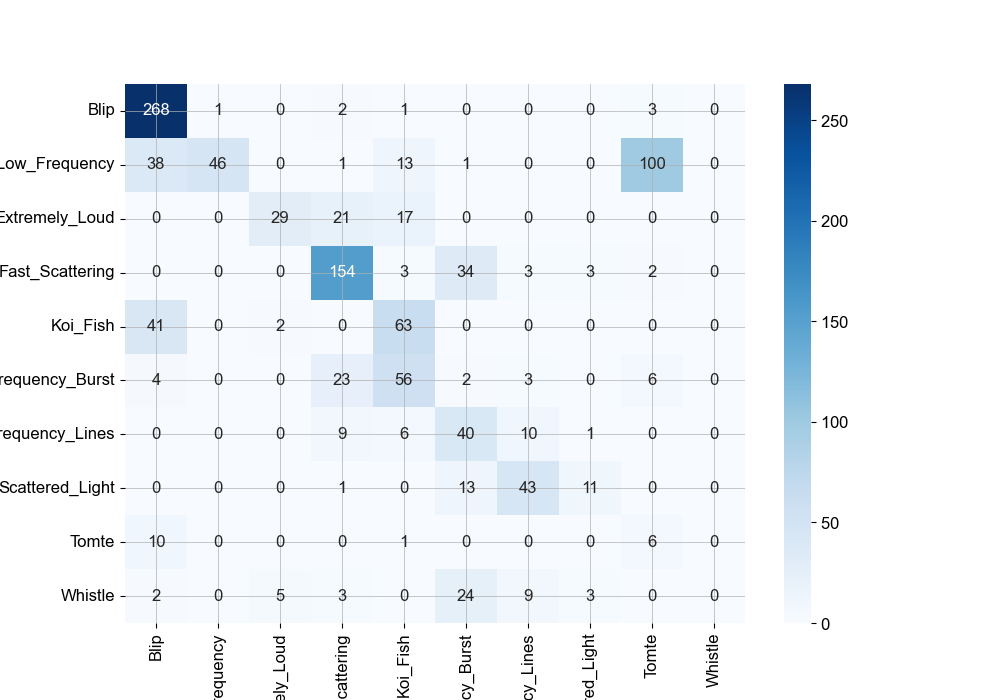 Blip 268 1 0 2 1 0 0 0 3 0
Low_Frequency 38 46 0 1 13 1 0 0 100 0
Extremely_Loud 0 0 29 21 17 0 0 0 0 0
Fast_Scattering 0 0 0 154 3 34 3 3 2 0
Koi_Fish 41 0 2 0 63 0 0 0 0 0
requency_Burst 4 0 0 23 56 2 3 0 6 0
requency_Lines 0 0 0 9 6 40 10 1 0 0
Scattered_Light 0 0 0 1 0 13 43 11 0 0
Tomte 10 0 0 0 1 0 0 0 6 0
Whistle 2 0 5 3 0 24 9 3 0 0
Blip equency ely_Loud cattering Koi_Fish cy_Burst cy_Lines red_Light Tomte Whistle
250
200
150
100
50
0